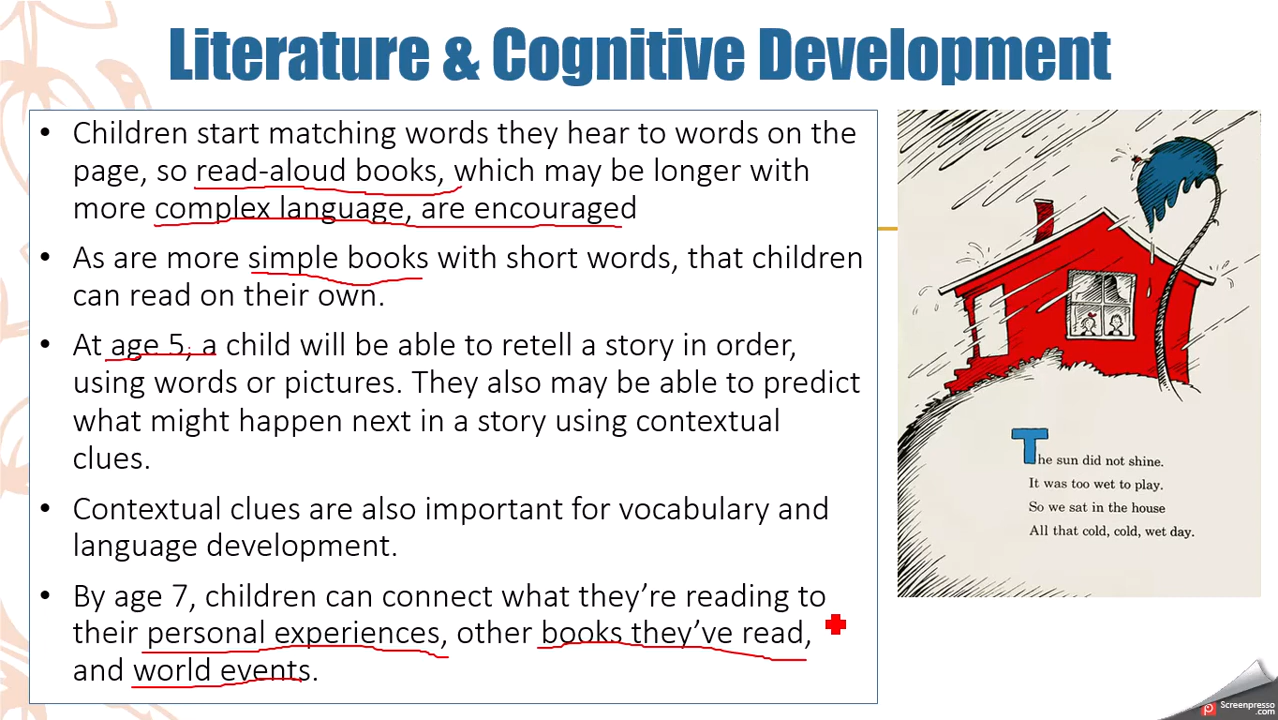 Literature & Cognitive Development
• Children start matching words they hear to words on the
page, so read-aloud books, which may be longer with
more complex language, are encouraged
• As are more simple books with short words, that children
can read on their own.
• At age 5, a child will be able to retell a story in order,
using words or pictures. They also may be able to predict
what might happen next in a story using contextual
clues.
• Contextual clues are also important for vocabulary and
language development.
• By age 7, children can connect what they’re reading to
their personal experiences, other books they’ve read,
and world events.
The sun did not shine.
It was too wet to play.
So we sat in the house
All that cold, cold, wet day.
Screenpresso
.com